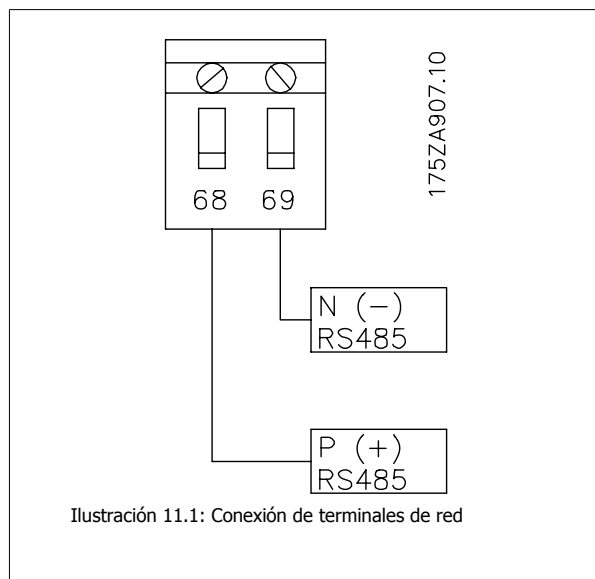 175ZA907.10
68 69
N (-)
RS485
P (+)
RS485
Ilustración 11.1: Conexión de terminales de red